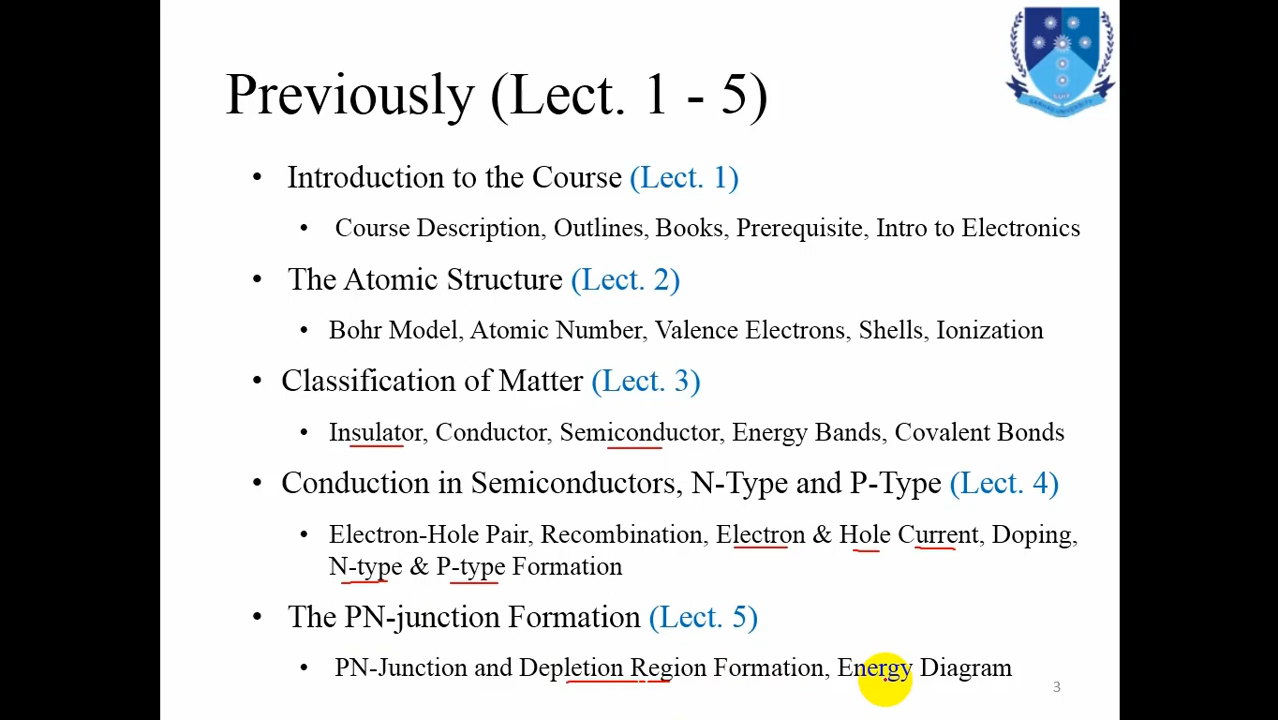 Previously (Lect. 1 - 5)
• Introduction to the Course (Lect. 1)
• Course Description, Outlines, Books, Prerequisite, Intro to Electronics
• The Atomic Structure (Lect. 2)
• Bohr Model, Atomic Number, Valence Electrons, Shells, Ionization
• Classification of Matter (Lect. 3)
• Insulator, Conductor, Semiconductor, Energy Bands, Covalent Bonds
• Conduction in Semiconductors, N-Type and P-Type (Lect. 4)
• Electron-Hole Pair, Recombination, Electron & Hole Current, Doping,
N-type & P-type Formation
• The PN-junction Formation (Lect. 5)
• PN-Junction and Depletion Region Formation, Energy Diagram
3